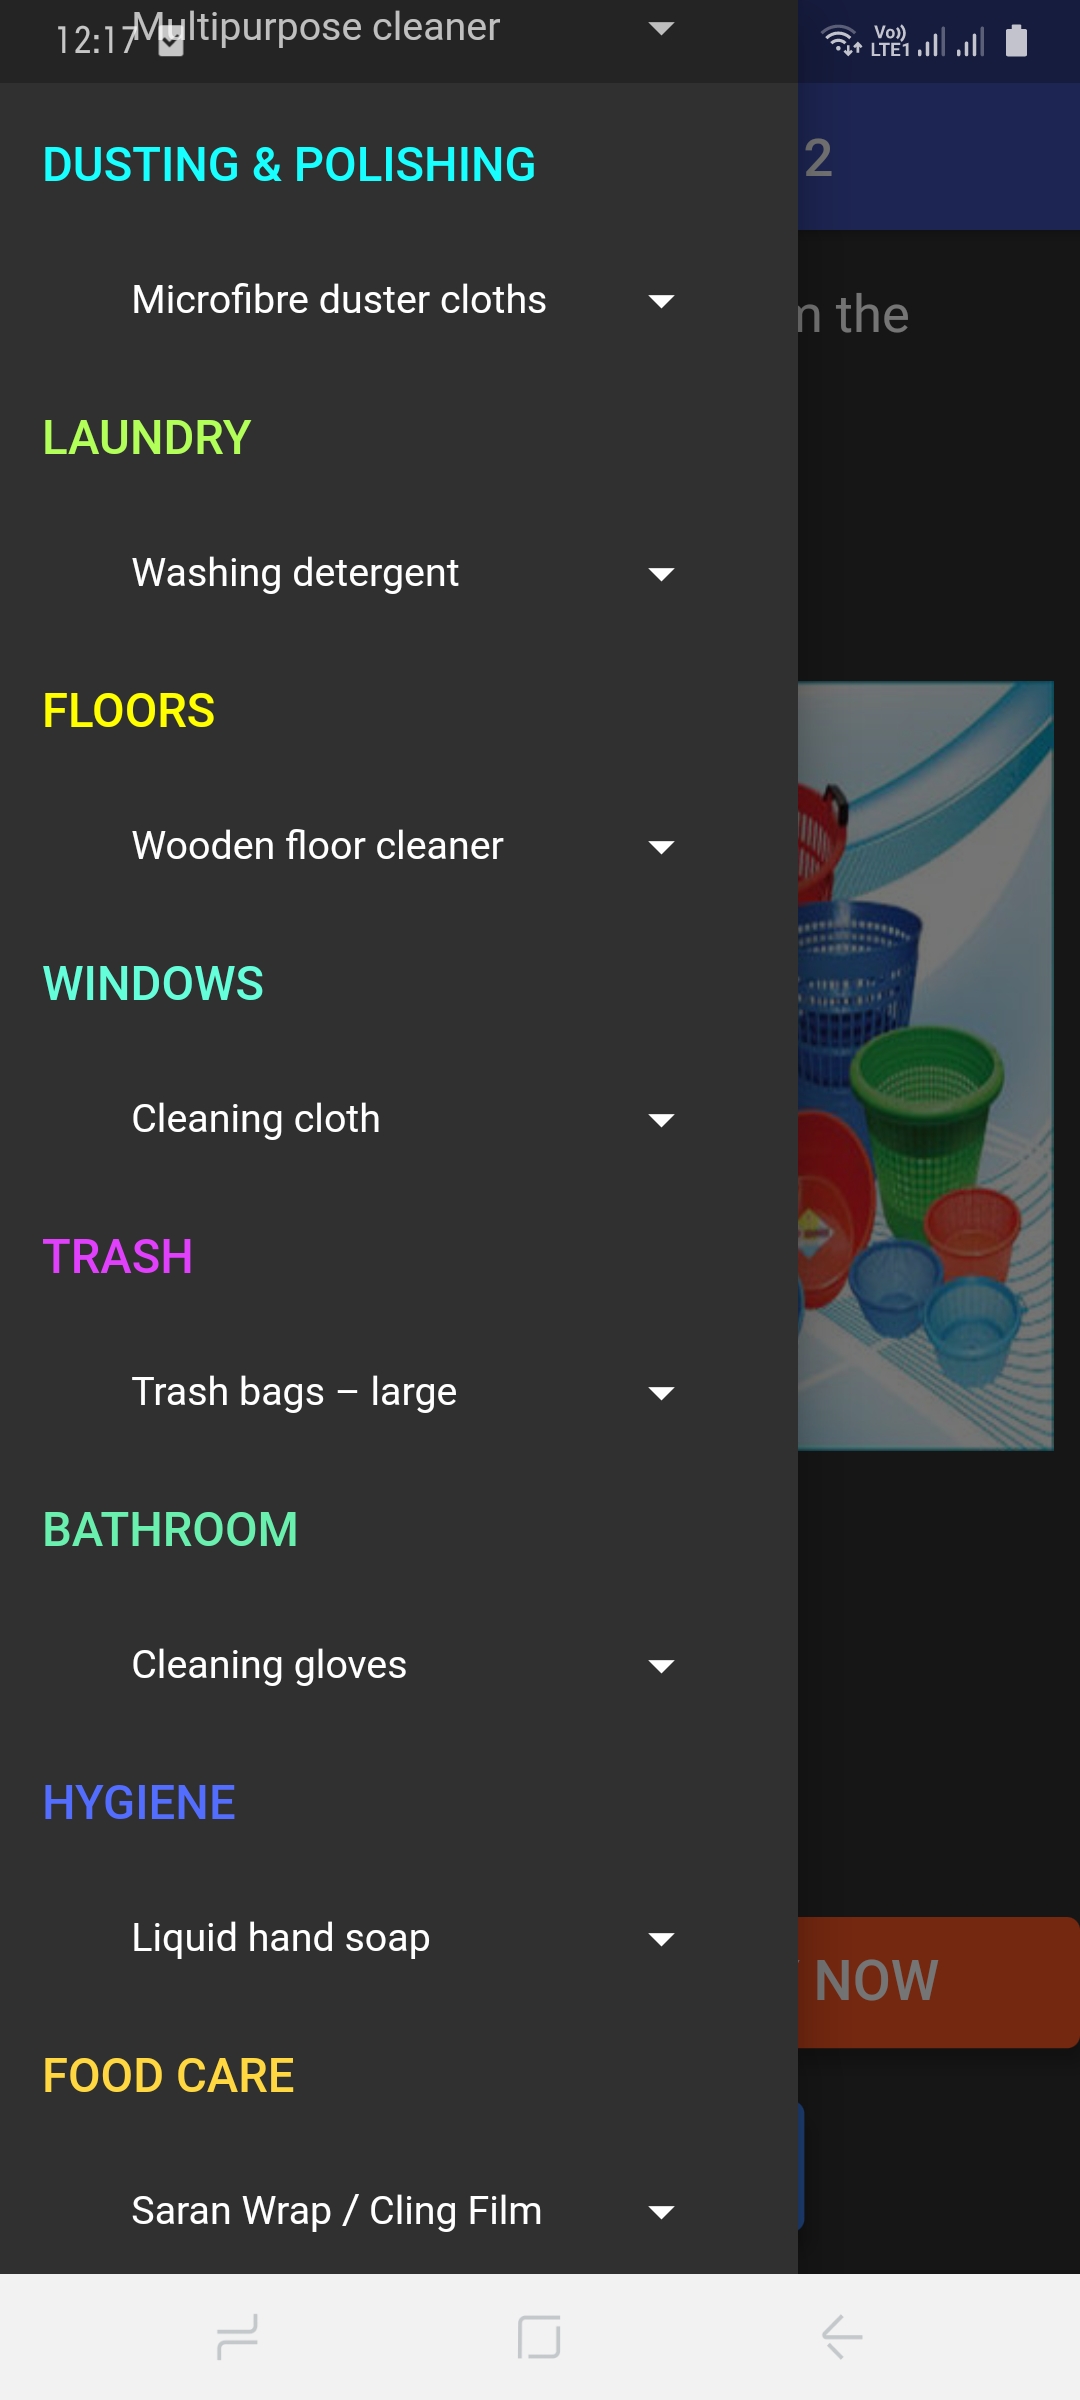 Multipurpose cleaner
12:17
Vo))
LTE1
2
DUSTING & POLISHING
Microfibre duster cloths
the
LAUNDRY
Washing detergent
FLOORS
Wooden floor cleaner
WINDOWS
Cleaning cloth
TRASH
Trash bags – large
BATHROOM
Cleaning gloves
HYGIENE
Liquid hand soap
NOW
FOOD CARE
Saran Wrap / Cling Film